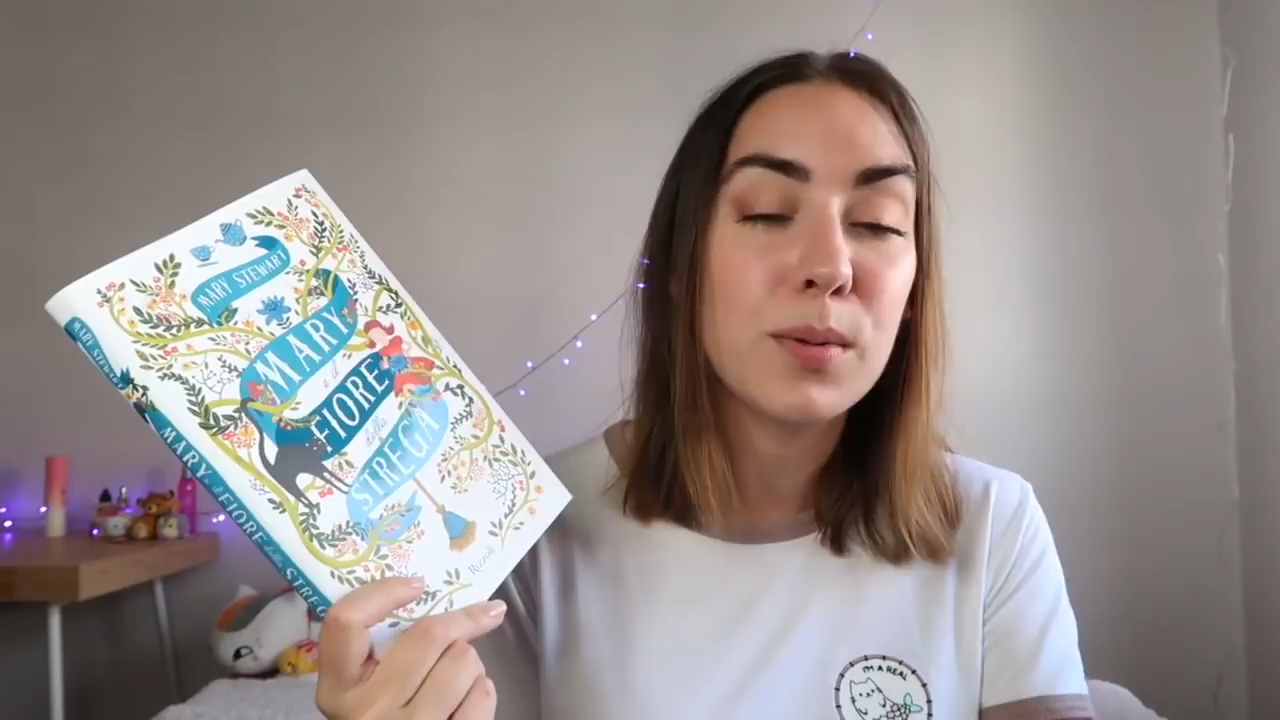 MARY STEWART
MARY
e il
FIORE
della
STREGA
Rizzoli
MARY STEWART
MARY e il FIORE della STREGA
I'M A REAL